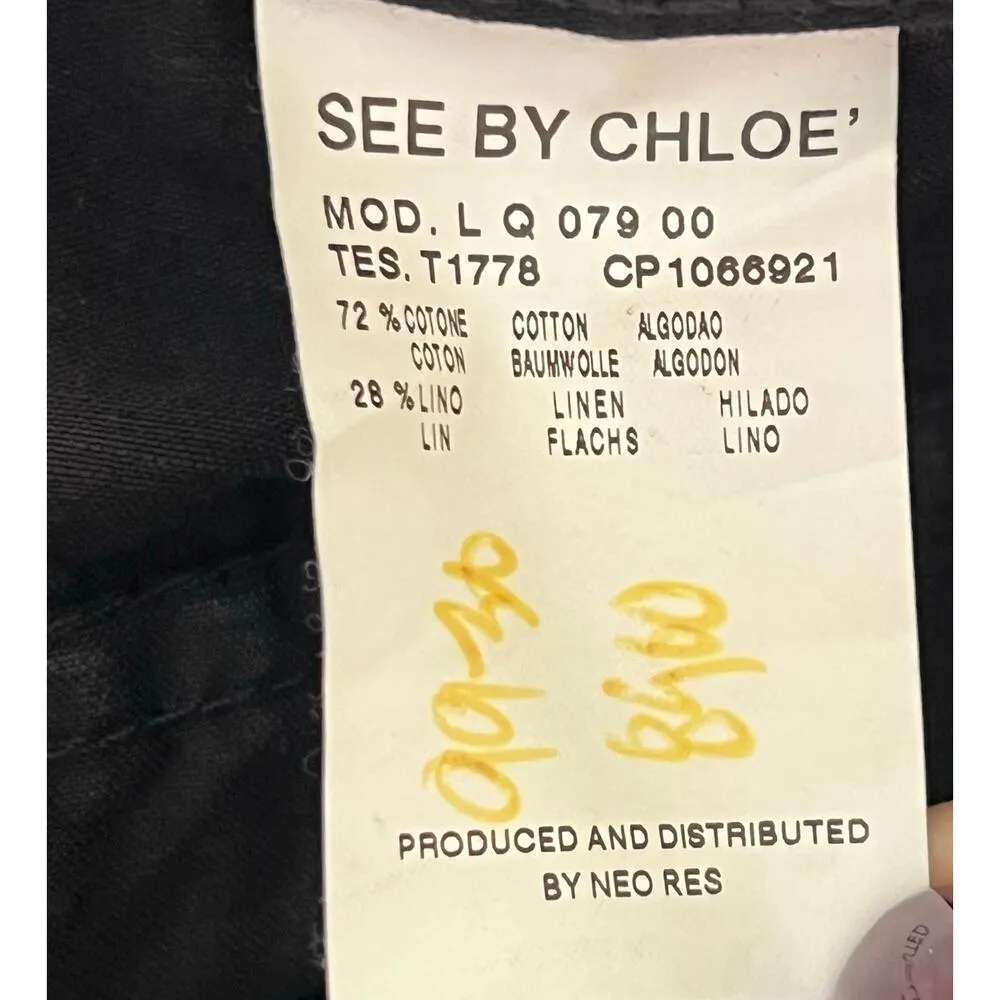 SEE BY CHLOE'
MOD. L Q 079 00
TES. T1778 CP1066921
72 % COTONE COTTON ALGODAO
COTON BAUMWOLLE ALGODON
28 % LINO LINEN HILADO
LIN FLACHS LINO
PRODUCED AND DISTRIBUTED
BY NEO RES